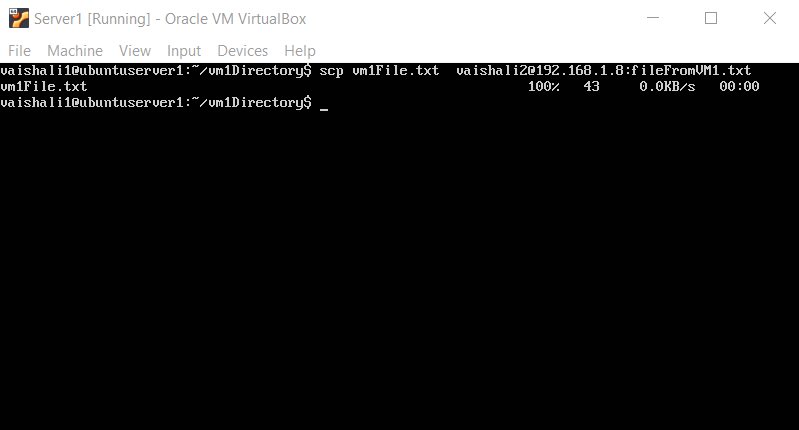 Server1 [Running] - Oracle VM VirtualBox
File Machine View Input Devices Help
vaishali1@ubuntuserver1:~/vm1Directory$ scp vm1File.txt  vaishali2@192.168.1.8:fileFromVM1.txt
vm1File.txt 100% 43 0.0KB/s 00:00
vaishali1@ubuntuserver1:~/vm1Directory$ _